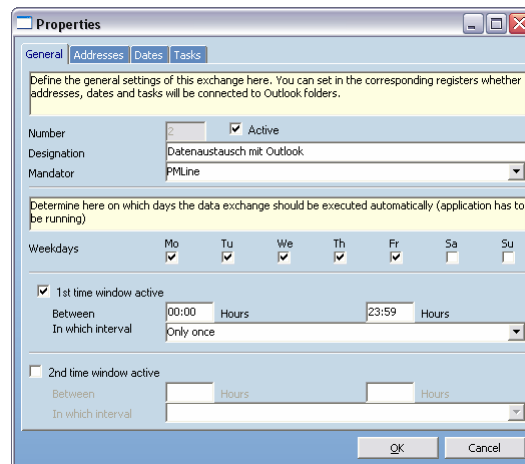 Properties
General Addresses Dates Tasks
Define the general settings of this exchange here. You can set in the corresponding registers whether
addresses, dates and tasks will be connected to Outlook folders.
Number 2 Active
Designation Datenaustausch mit Outlook
Mandator PMLine
Determine here on which days the data exchange should be executed automatically (application has to
be running)
Mo Tu We Th Fr Sa Su
Weekdays
1st time window active
Between 00:00 Hours 23:59 Hours
In which interval Only once
2nd time window active
Between Hours Hours
In which interval
OK Cancel